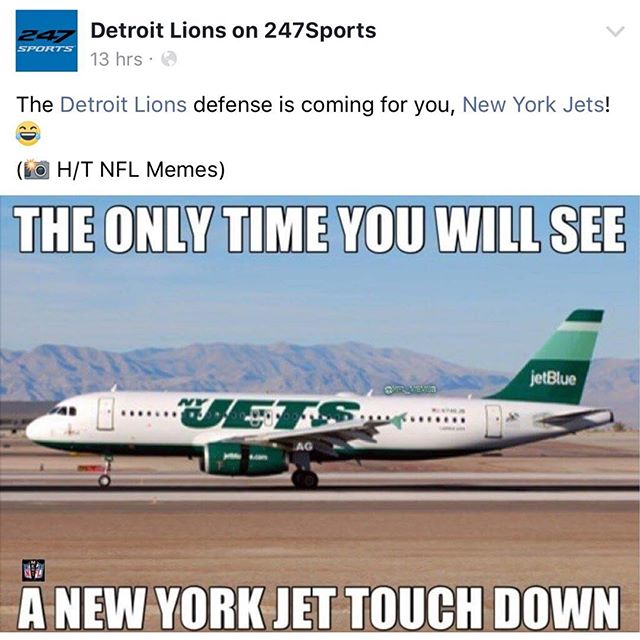 247
SPORTS
Detroit Lions on 247Sports
13 hrs ·
The Detroit Lions defense is coming for you, New York Jets!
😂
(📸 H/T NFL Memes)
THE ONLY TIME YOU WILL SEE
jetBlue
NY JETS
A NEW YORK JET TOUCH DOWN